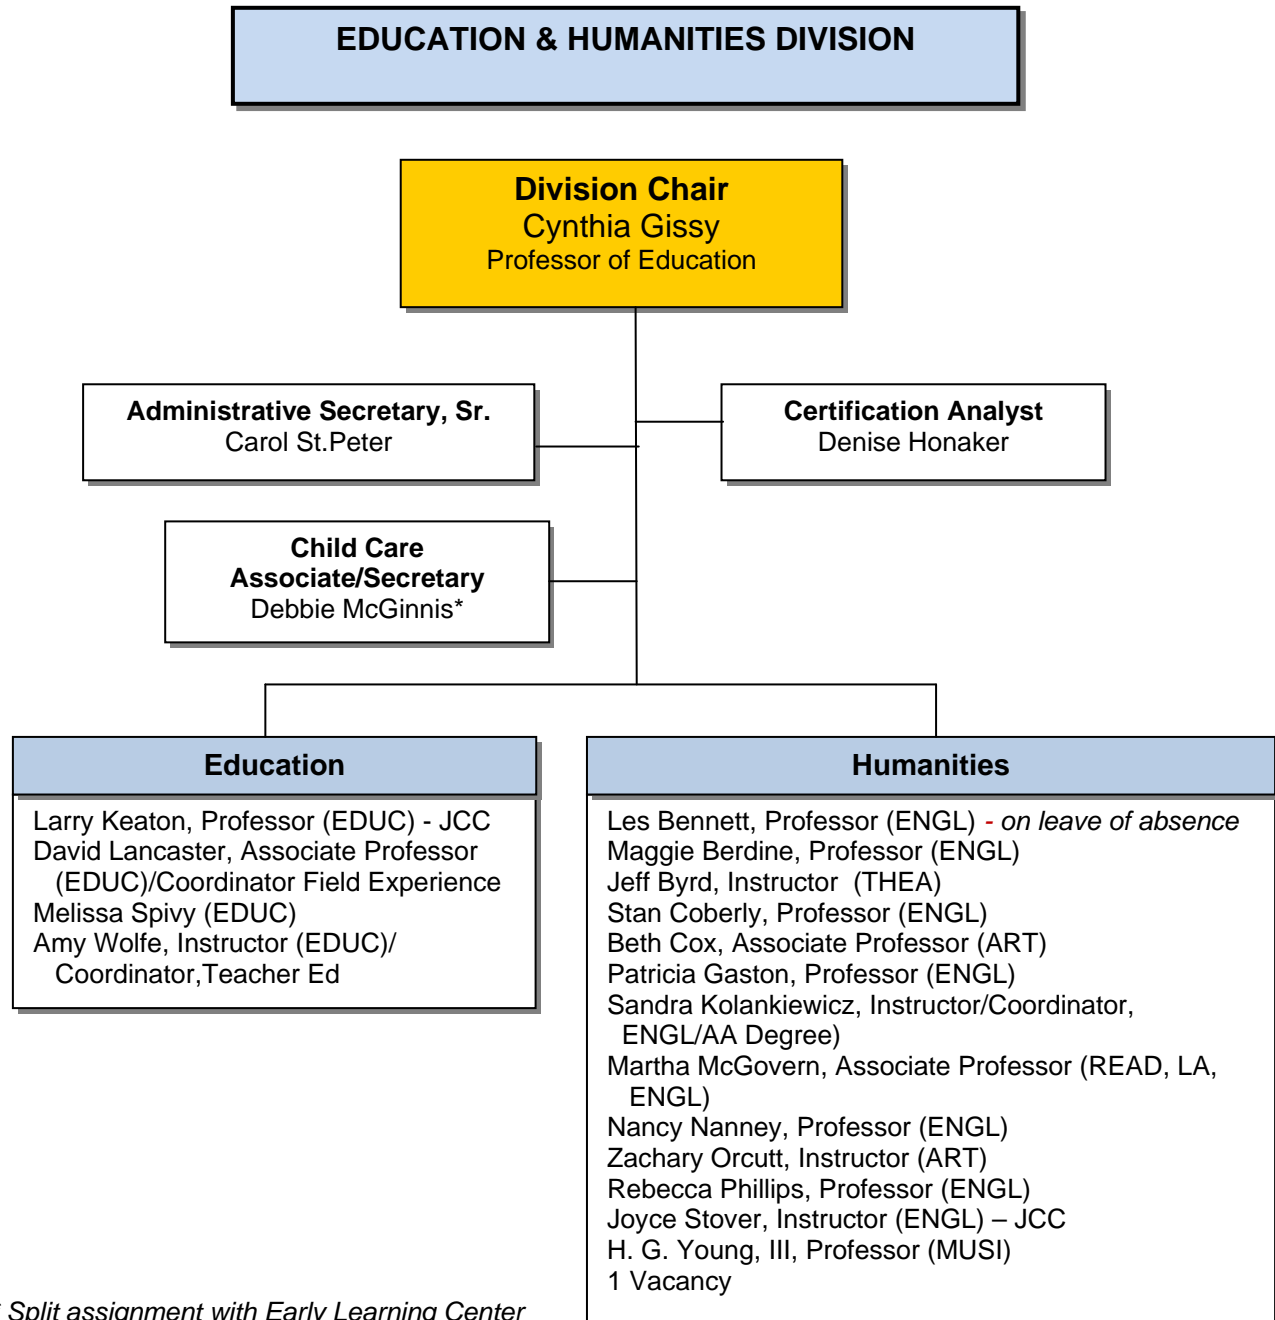 EDUCATION & HUMANITIES DIVISION
Division Chair
Cynthia Gissy
Professor of Education
Administrative Secretary, Sr.
Carol St.Peter
Certification Analyst
Denise Honaker
Child Care
Associate/Secretary
Debbie McGinnis*
Education
Larry Keaton, Professor (EDUC) - JCC
David Lancaster, Associate Professor
(EDUC)/Coordinator Field Experience
Melissa Spivy (EDUC)
Amy Wolfe, Instructor (EDUC)/
Coordinator,Teacher Ed
Humanities
Les Bennett, Professor (ENGL) - on leave of absence
Maggie Berdine, Professor (ENGL)
Jeff Byrd, Instructor  (THEA)
Stan Coberly, Professor (ENGL)
Beth Cox, Associate Professor (ART)
Patricia Gaston, Professor (ENGL)
Sandra Kolankiewicz, Instructor/Coordinator,
ENGL/AA Degree)
Martha McGovern, Associate Professor (READ, LA,
ENGL)
Nancy Nanney, Professor (ENGL)
Zachary Orcutt, Instructor (ART)
Rebecca Phillips, Professor (ENGL)
Joyce Stover, Instructor (ENGL) – JCC
H. G. Young, III, Professor (MUSI)
1 Vacancy
* Split assignment with Early Learning Center